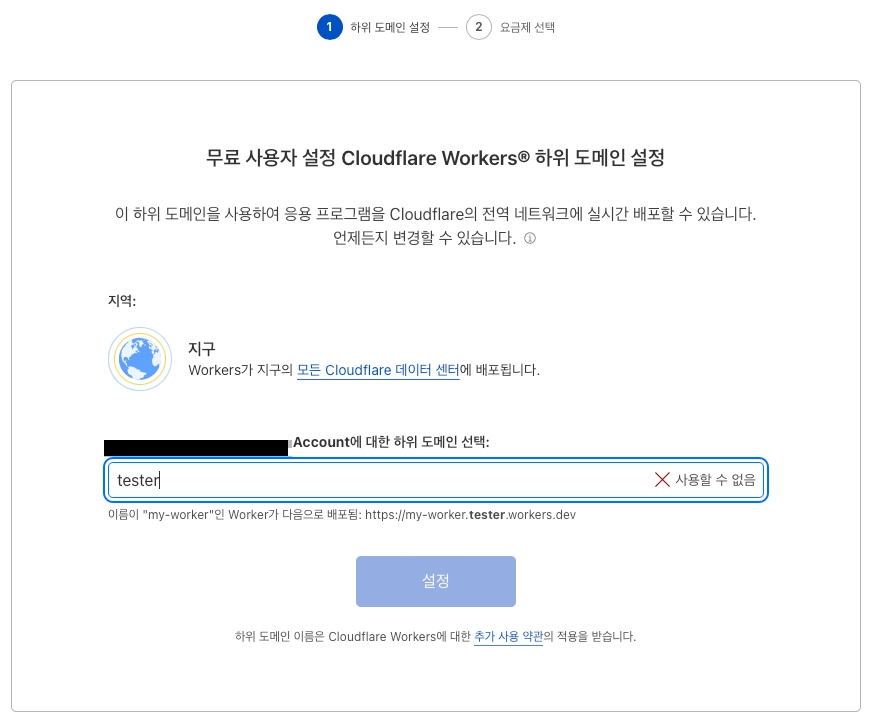 1 하위 도메인 설정 2 요금제 선택
무료 사용자 설정 Cloudflare Workers® 하위 도메인 설정
이 하위 도메인을 사용하여 응용 프로그램을 Cloudflare의 전역 네트워크에 실시간 배포할 수 있습니다.
언제든지 변경할 수 있습니다.
지역:
지구
Workers가 지구의 모든 Cloudflare 데이터 센터에 배포됩니다.
Account에 대한 하위 도메인 선택:
tester 사용할 수 없음
이름이 "my-worker"인 Worker가 다음으로 배포됨: https://my-worker.tester.workers.dev
설정
하위 도메인 이름은 Cloudflare Workers에 대한 추가 사용 약관의 적용을 받습니다.